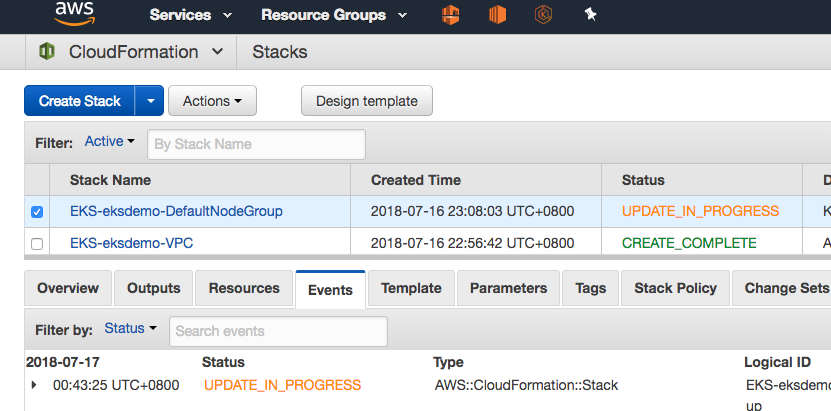 aws Services Resource Groups
CloudFormation Stacks
Create Stack Actions Design template
Filter: Active By Stack Name
Stack Name Created Time Status D
EKS-eksdemo-DefaultNodeGroup 2018-07-16 23:08:03 UTC+0800 UPDATE_IN_PROGRESS K
EKS-eksdemo-VPC 2018-07-16 22:56:42 UTC+0800 CREATE_COMPLETE A
Overview Outputs Resources Events Template Parameters Tags Stack Policy Change Sets
Filter by: Status Search events
2018-07-17 Status Type Logical ID
00:43:25 UTC+0800 UPDATE_IN_PROGRESS AWS::CloudFormation::Stack EKS-eksdemo
up